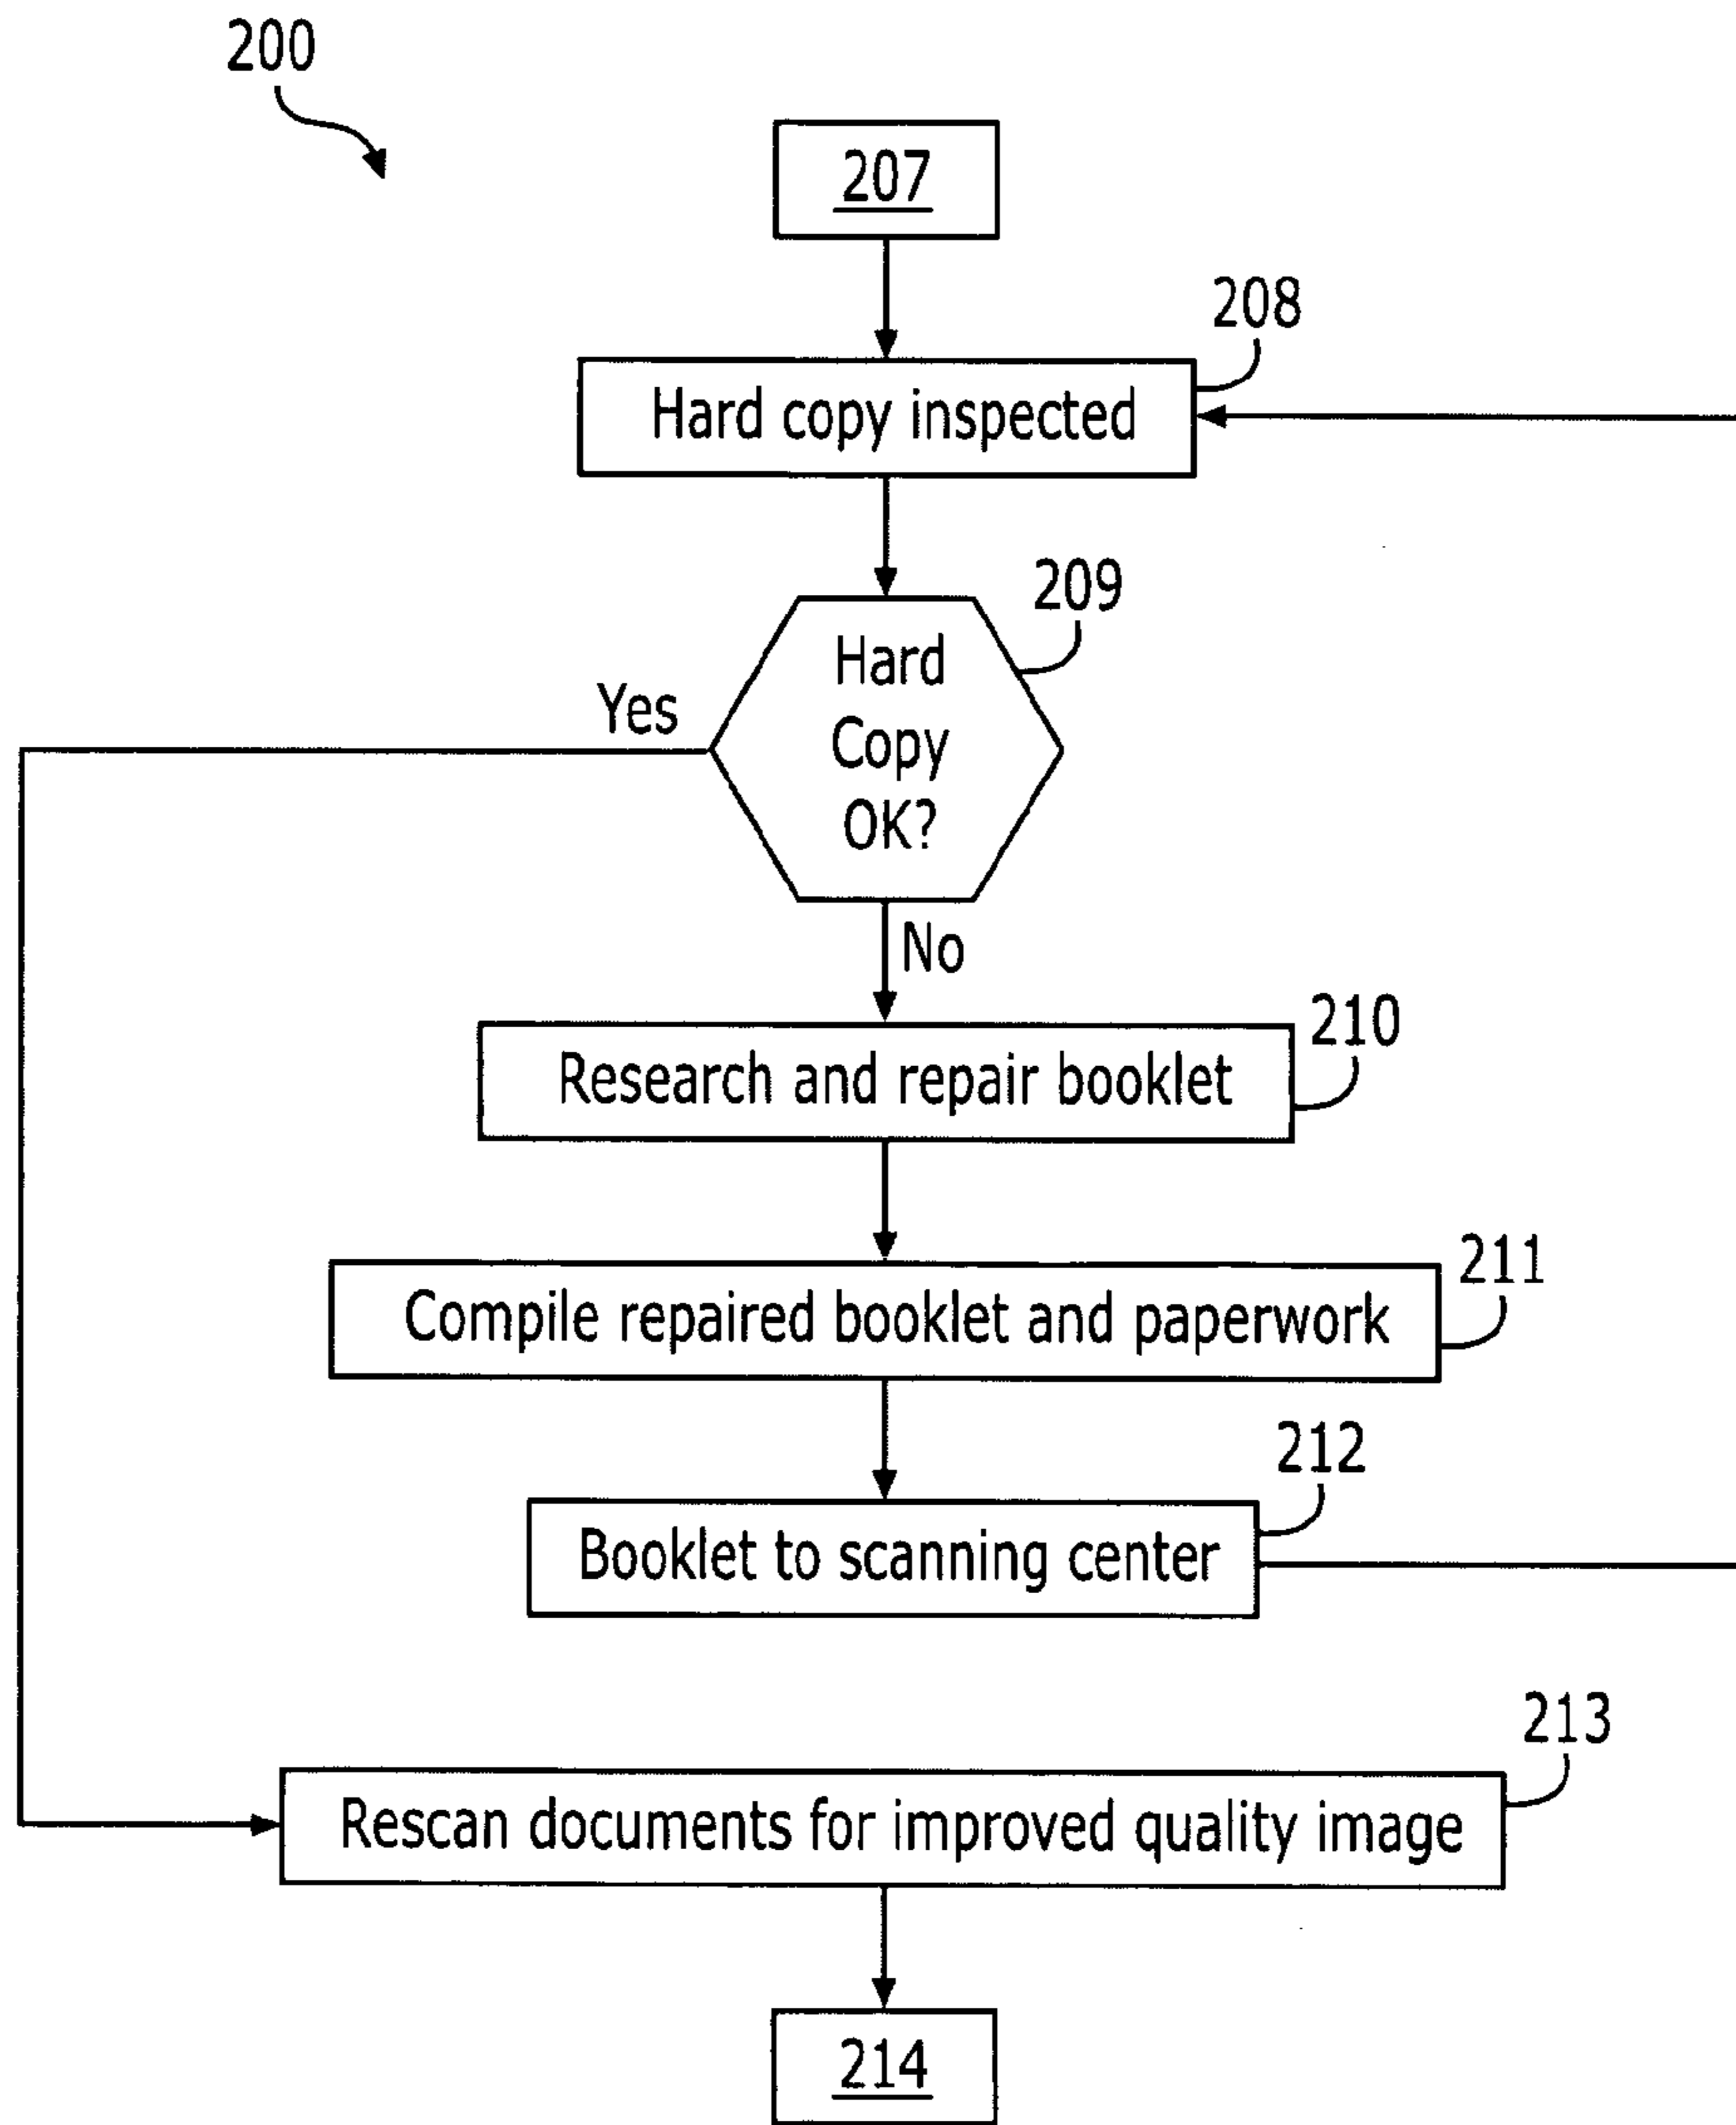 200
207
208
Hard copy inspected
209
Hard
Copy
OK?
Yes
No
210
Research and repair booklet
211
Compile repaired booklet and paperwork
212
Booklet to scanning center
213
Rescan documents for improved quality image
214